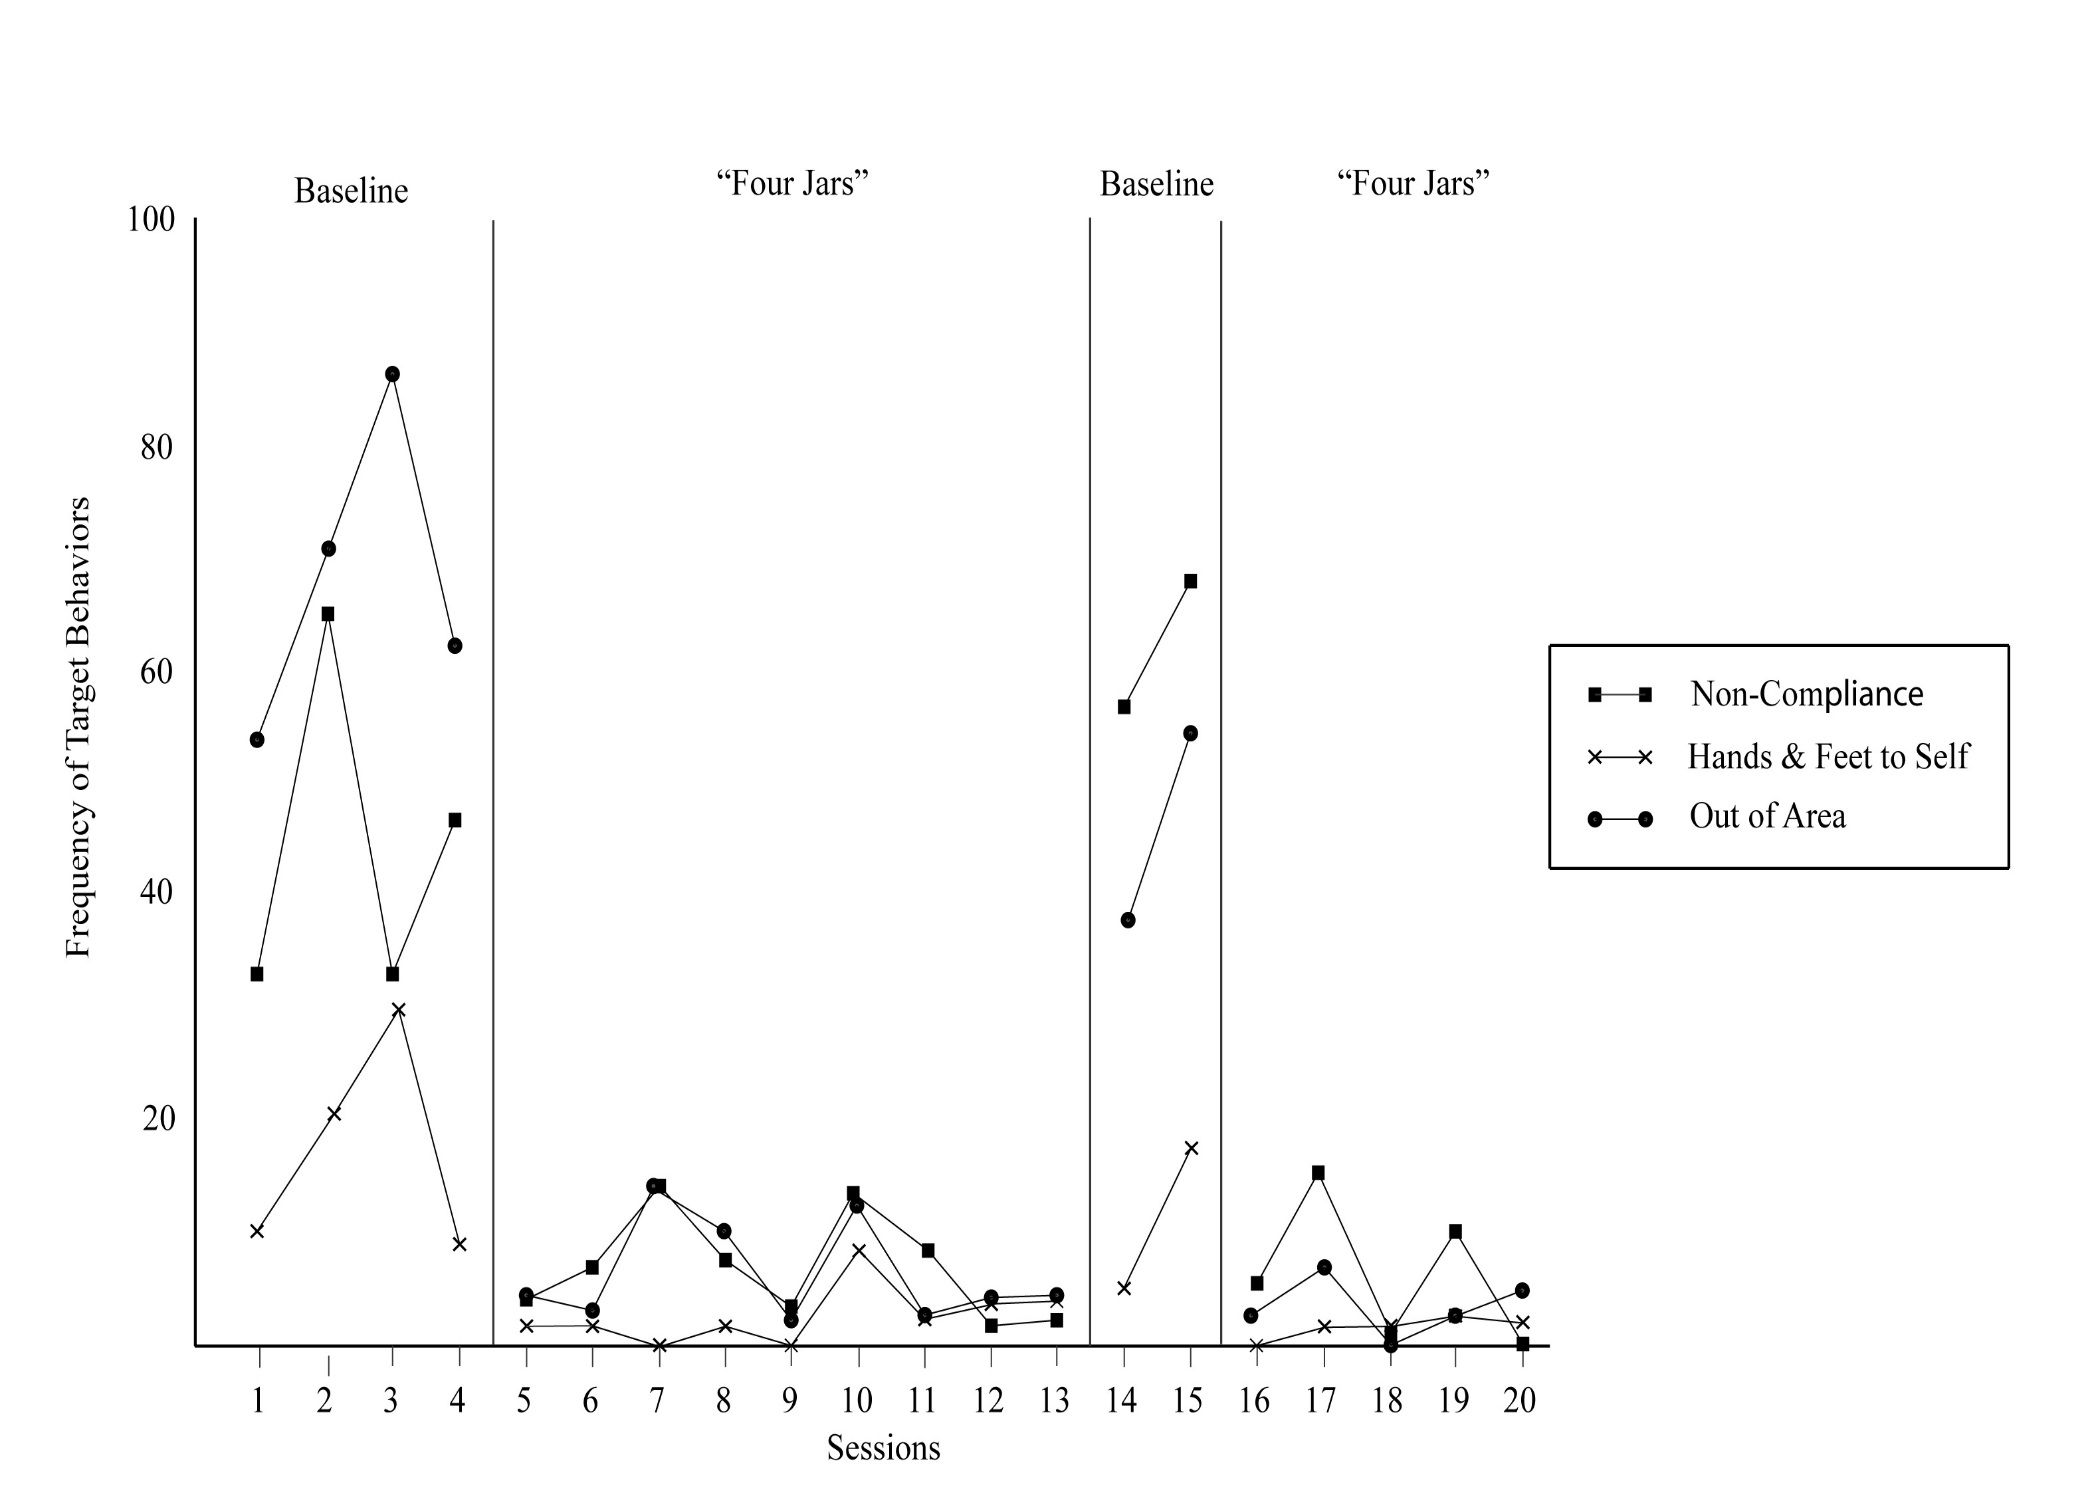 Baseline
“Four Jars”
Baseline
“Four Jars”
100
80
60
40
20
Frequency of Target Behaviors
Non-Compliance
Hands & Feet to Self
Out of Area
1 2 3 4 5 6 7 8 9 10 11 12 13 14 15 16 17 18 19 20
Sessions